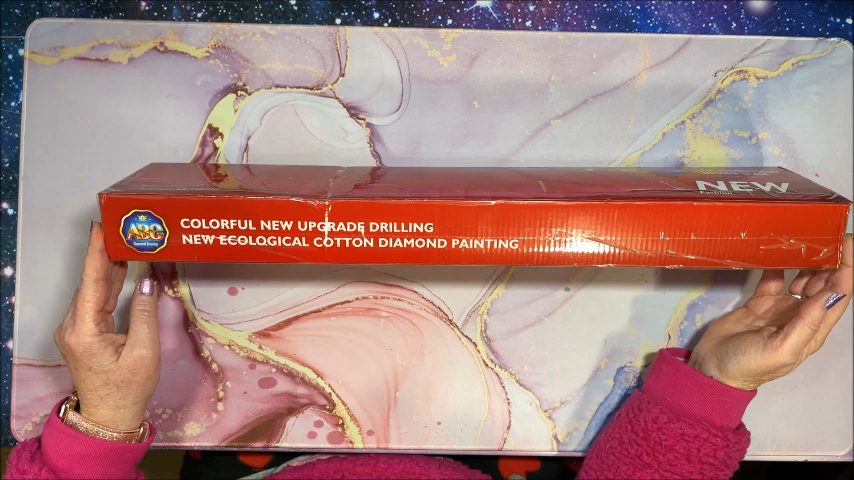 NEW
ABC
COLORFUL NEW UPGRADE DRILLING
NEW ECOLOGICAL COTTON DIAMOND PAINTING